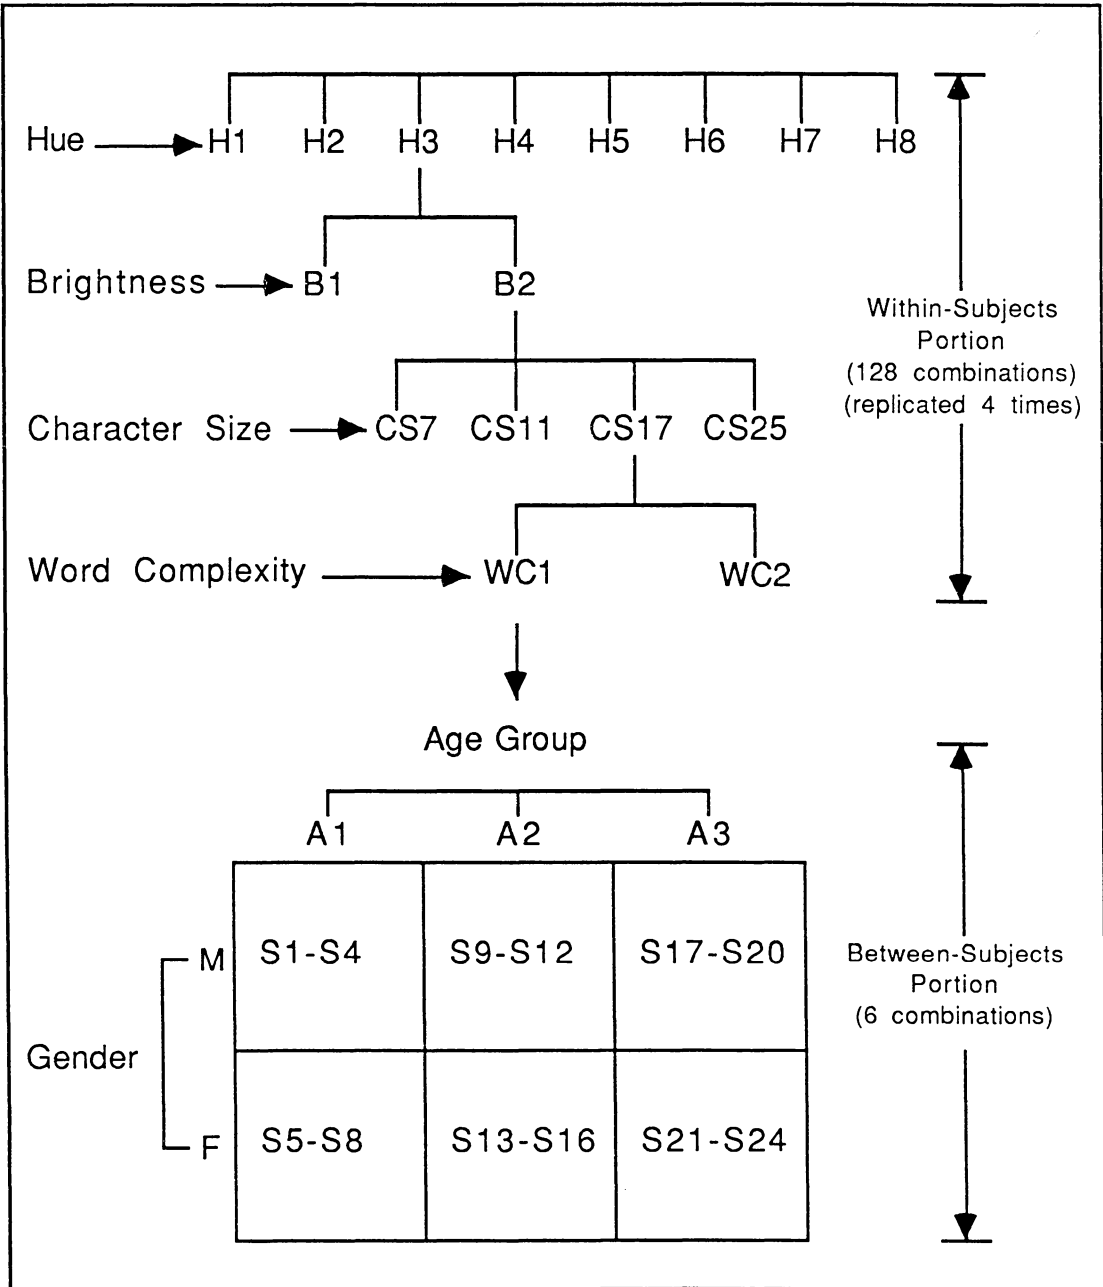 Hue H1 H2 H3 H4 H5 H6 H7 H8
Brightness B1 B2
Within-Subjects
Portion
(128 combinations)
(replicated 4 times)
Character Size CS7 CS11 CS17 CS25
Word Complexity WC1 WC2
Age Group
A1 A2 A3
M S1-S4 S9-S12 S17-S20
Between-Subjects
Portion
(6 combinations)
Gender
F S5-S8 S13-S16 S21-S24